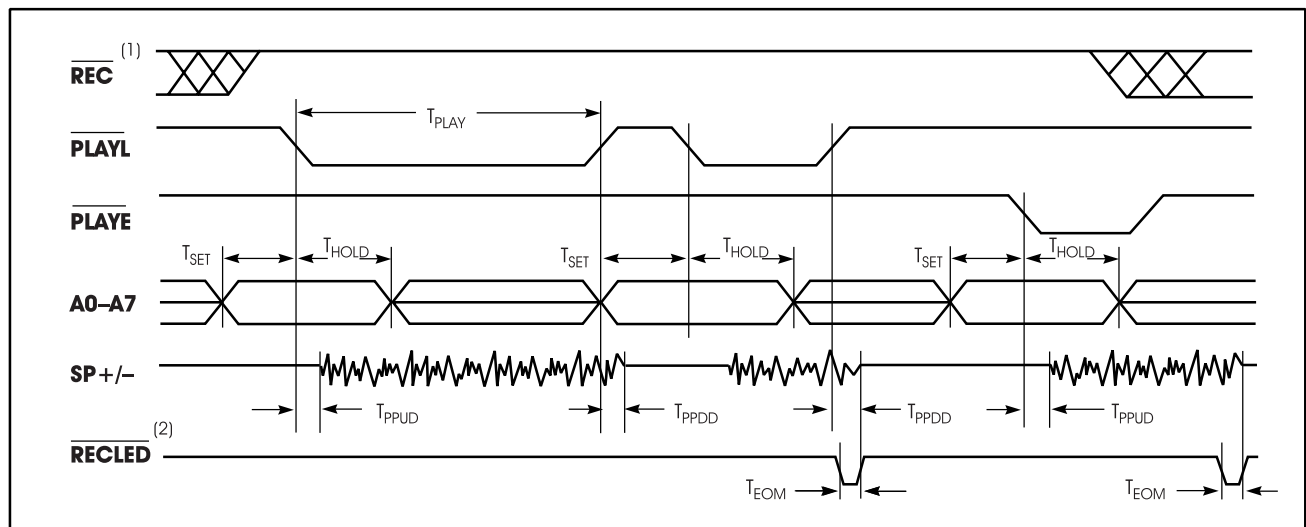 REC (1)
TPLAY
PLAYL
PLAYE
TSET THOLD TSET THOLD TSET THOLD
A0–A7
SP+/–
TPPUD TPPDD TPPDD TPPUD
RECLED (2)
TEOM TEOM